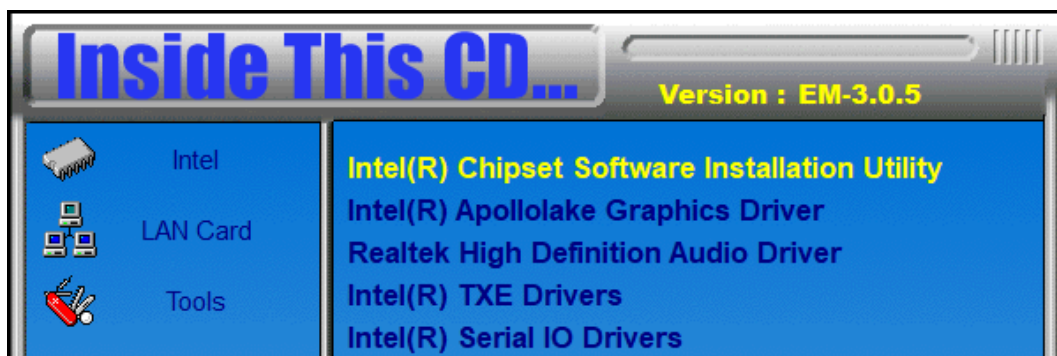 Inside This CD...
Version : EM-3.0.5
Intel
LAN Card
Tools
Intel(R) Chipset Software Installation Utility
Intel(R) Apollolake Graphics Driver
Realtek High Definition Audio Driver
Intel(R) TXE Drivers
Intel(R) Serial IO Drivers